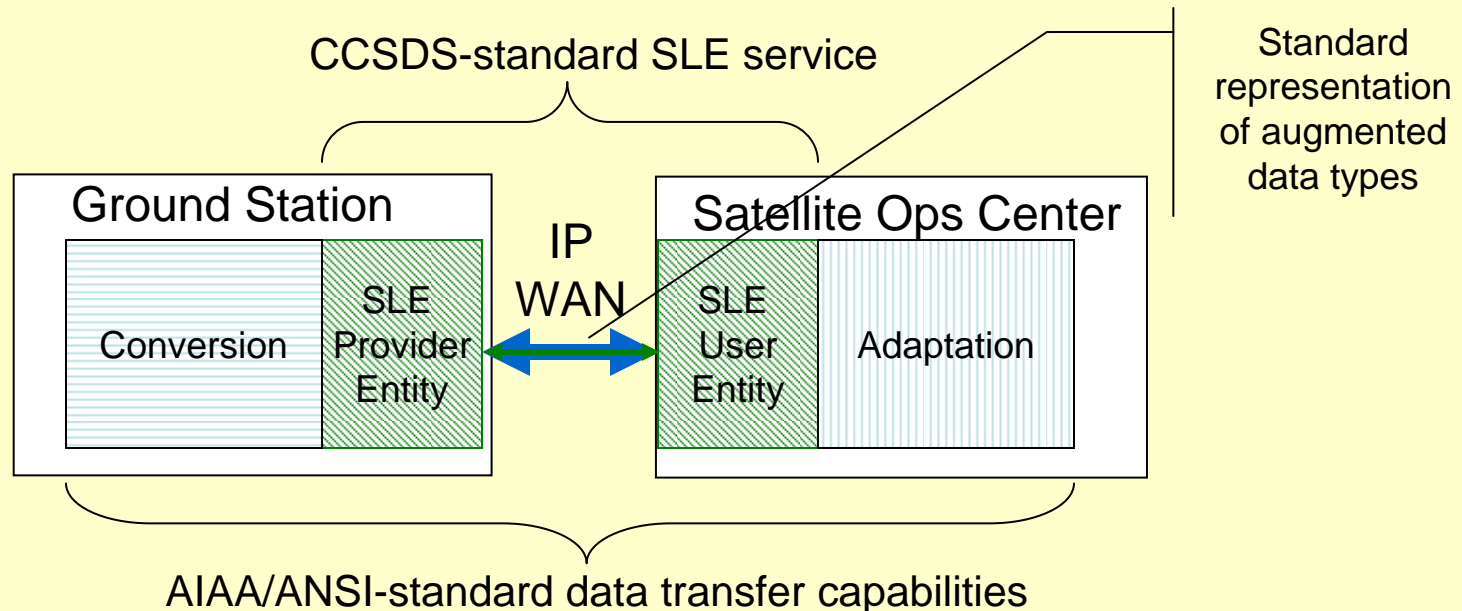 CCSDS-standard SLE service
Standard
representation
of augmented
data types
Ground Station
Conversion
SLE
Provider
Entity
IP
WAN
Satellite Ops Center
SLE
User
Entity
Adaptation
AIAA/ANSI-standard data transfer capabilities